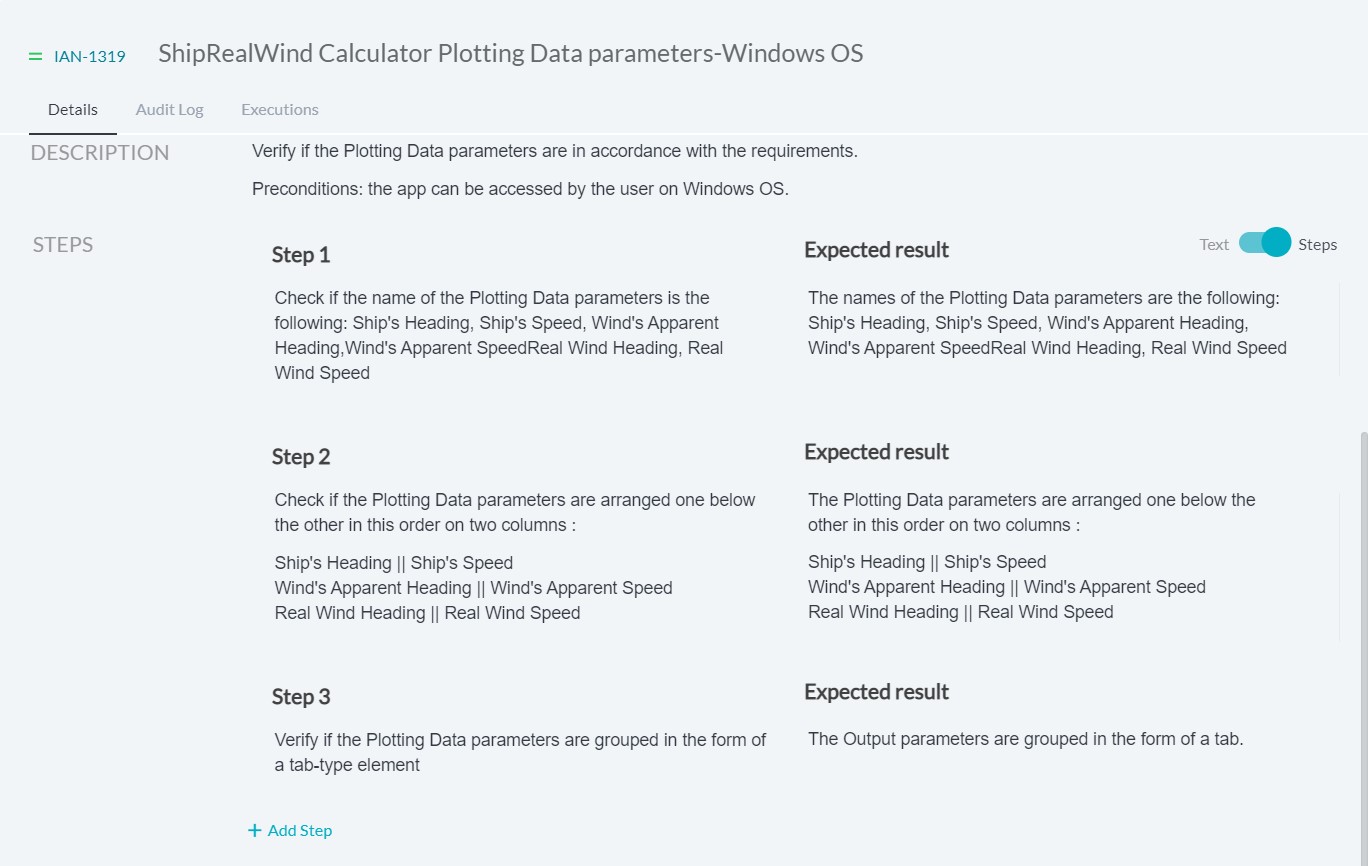 IAN-1319 ShipRealWind Calculator Plotting Data parameters-Windows OS
Details Audit Log Executions
DESCRIPTION
Verify if the Plotting Data parameters are in accordance with the requirements.
Preconditions: the app can be accessed by the user on Windows OS.
STEPS
Text Steps
Step 1
Check if the name of the Plotting Data parameters is the
following: Ship's Heading, Ship's Speed, Wind's Apparent
Heading,Wind's Apparent SpeedReal Wind Heading, Real
Wind Speed
Expected result
The names of the Plotting Data parameters are the following:
Ship's Heading, Ship's Speed, Wind's Apparent Heading,
Wind's Apparent SpeedReal Wind Heading, Real Wind Speed
Step 2
Check if the Plotting Data parameters are arranged one below
the other in this order on two columns :
Ship's Heading || Ship's Speed
Wind's Apparent Heading || Wind's Apparent Speed
Real Wind Heading || Real Wind Speed
Expected result
The Plotting Data parameters are arranged one below the
other in this order on two columns :
Ship's Heading || Ship's Speed
Wind's Apparent Heading || Wind's Apparent Speed
Real Wind Heading || Real Wind Speed
Step 3
Verify if the Plotting Data parameters are grouped in the form of
a tab-type element
Expected result
The Output parameters are grouped in the form of a tab.
+ Add Step